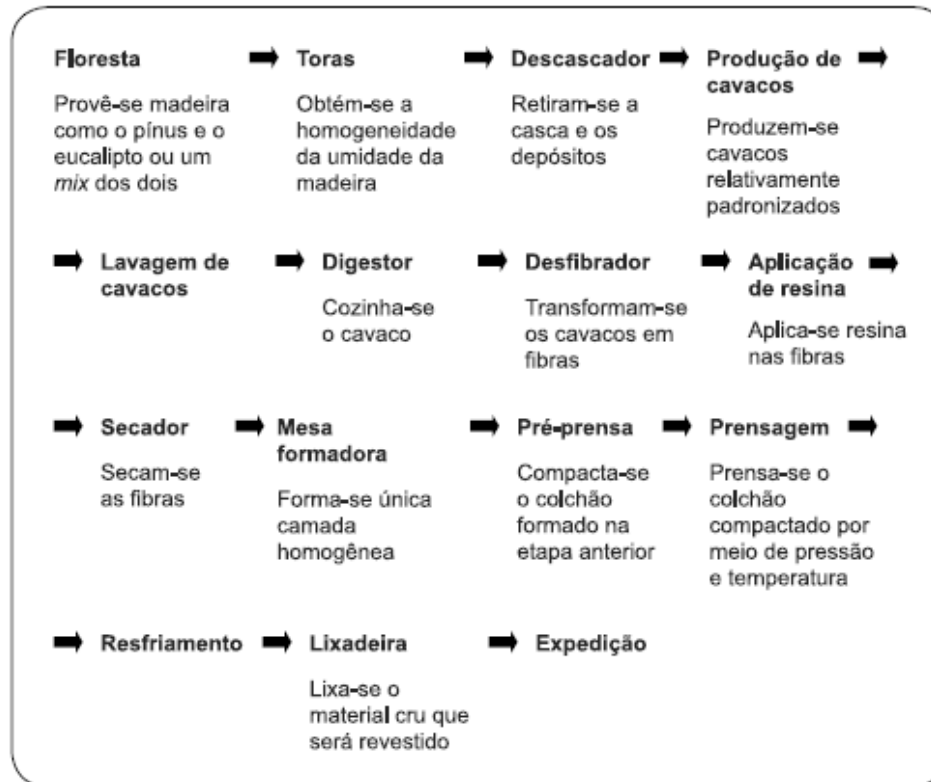 Floresta
Provê-se madeira
como o pínus e o
eucalipto ou um
mix dos dois
Toras
Obtém-se a
homogeneidade
da umidade da
madeira
Descascador
Retiram-se a
casca e os
depósitos
Produção de
cavacos
Produzem-se
cavacos
relativamente
padronizados
Lavagem de
cavacos
Digestor
Cozinha-se
o cavaco
Desfibrador
Transformam-se
os cavacos em
fibras
Aplicação
de resina
Aplica-se resina
nas fibras
Secador
Secam-se
as fibras
Mesa
formadora
Forma-se única
camada
homogênea
Pré-prensa
Compacta-se
o colchão
formado na
etapa anterior
Prensagem
Prensa-se o
colchão
compactado por
meio de pressão
e temperatura
Resfriamento
Lixadeira
Lixa-se o
material cru que
será revestido
Expedição